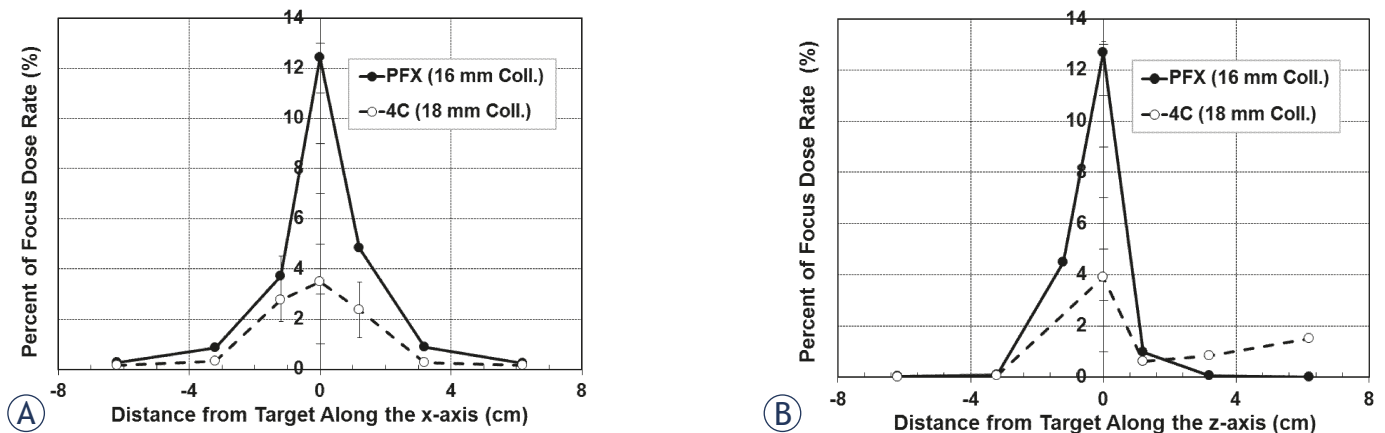 Percent of Focus Dose Rate (%)
14
12
10
8
6
4
2
0
-8
-4
0
4
8
PFX (16 mm Coll.)
4C (18 mm Coll.)
Distance from Target Along the x-axis (cm)
A
Percent of Focus Dose Rate (%)
14
12
10
8
6
4
2
0
-8
-4
0
4
8
PFX (16 mm Coll.)
4C (18 mm Coll.)
Distance from Target Along the z-axis (cm)
B